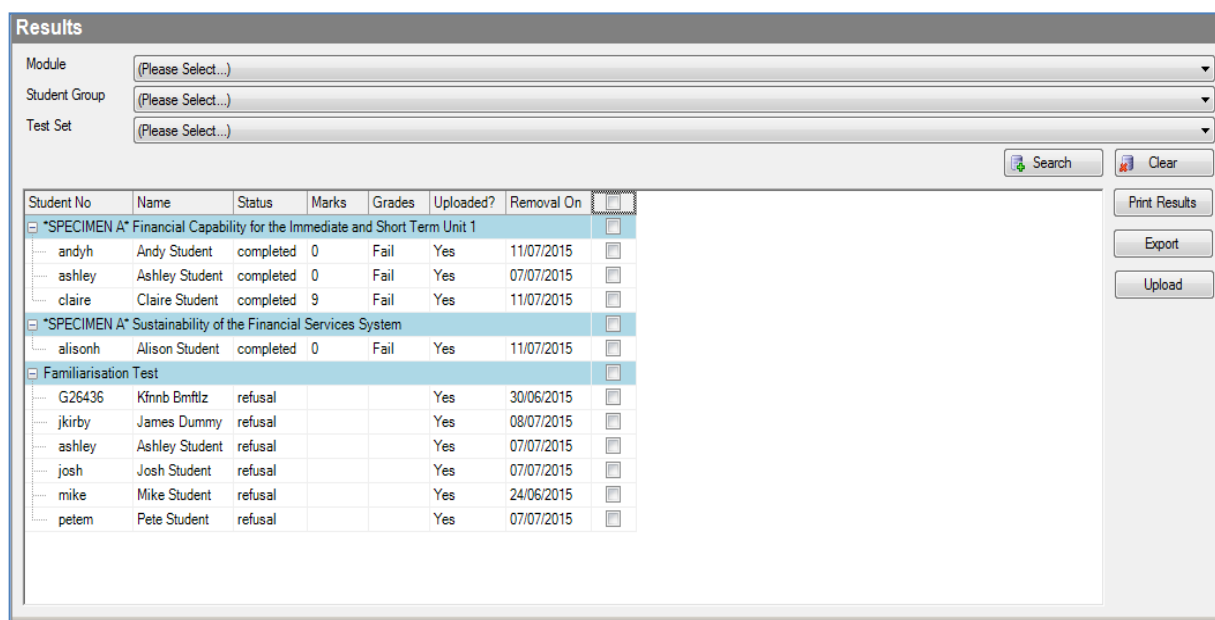 Results
Module (Please Select...)
Student Group (Please Select...)
Test Set (Please Select...)
Search Clear
Student No Name Status Marks Grades Uploaded? Removal On Print Results
*SPECIMEN A* Financial Capability for the Immediate and Short Term Unit 1
andyh Andy Student completed 0 Fail Yes 11/07/2015 Export
ashley Ashley Student completed 0 Fail Yes 07/07/2015
claire Claire Student completed 9 Fail Yes 11/07/2015 Upload
*SPECIMEN A* Sustainability of the Financial Services System
alisonh Alison Student completed 0 Fail Yes 11/07/2015
Familiarisation Test
G26436 Kfnnb Bmftlz refusal Yes 30/06/2015
jkirby James Dummy refusal Yes 08/07/2015
ashley Ashley Student refusal Yes 07/07/2015
josh Josh Student refusal Yes 07/07/2015
mike Mike Student refusal Yes 24/06/2015
petem Pete Student refusal Yes 07/07/2015